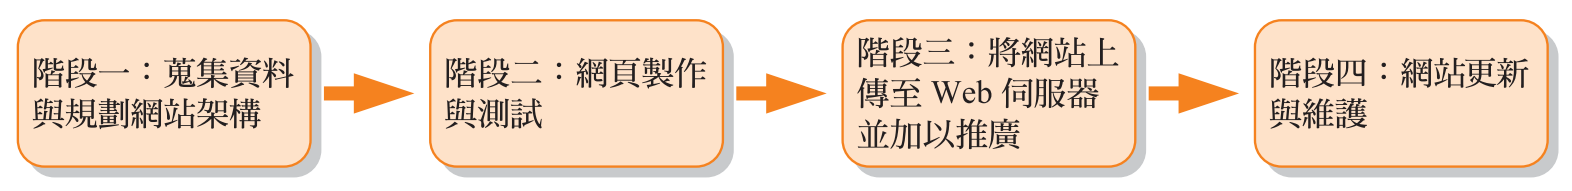 階段一：蒐集資料
與規劃網站架構
階段二：網頁製作
與測試
階段三：將網站上
傳至 Web 伺服器
並加以推廣
階段四：網站更新
與維護